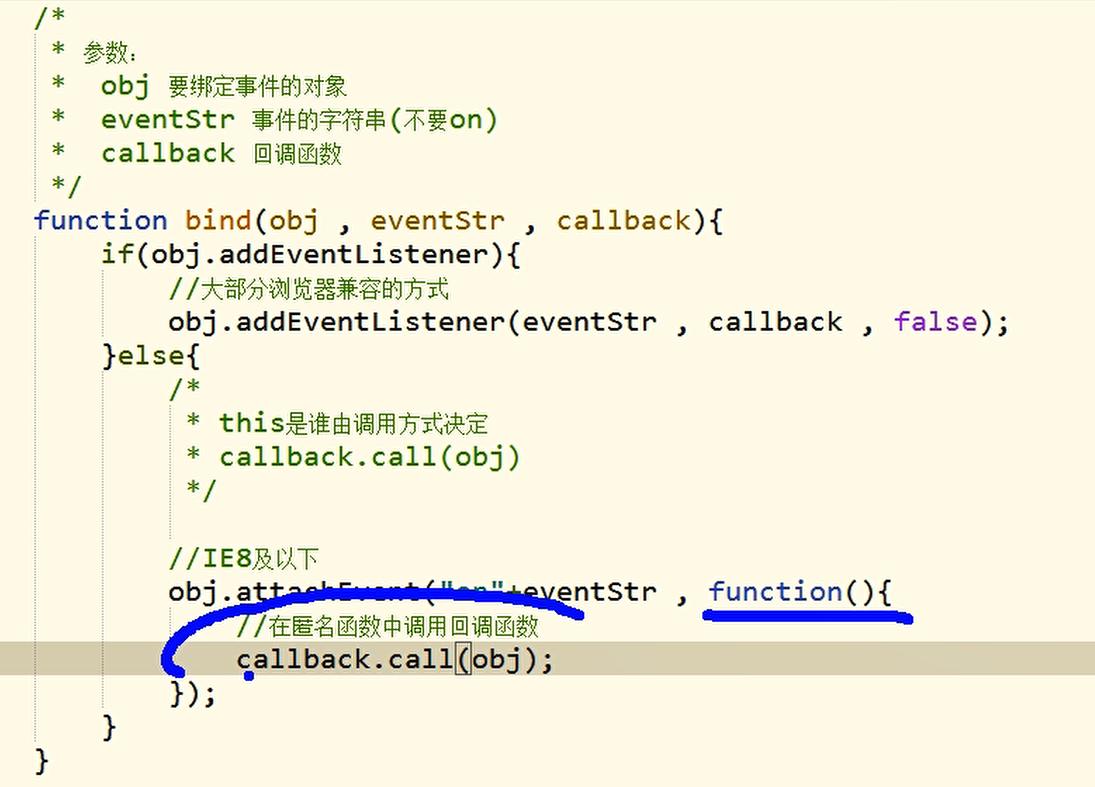 /*
 * 参数：
 *  obj 要绑定事件的对象
 *  eventStr 事件的字符串(不要on)
 *  callback 回调函数
 */
function bind(obj , eventStr , callback){
    if(obj.addEventListener){
        //大部分浏览器兼容的方式
        obj.addEventListener(eventStr , callback , false);
    }else{
        /*
         * this是谁由调用方式决定
         * callback.call(obj)
         */
        //IE8及以下
        obj.attachEvent("on"+eventStr , function(){
            //在匿名函数中调用回调函数
            callback.call(obj);
        });
    }
}